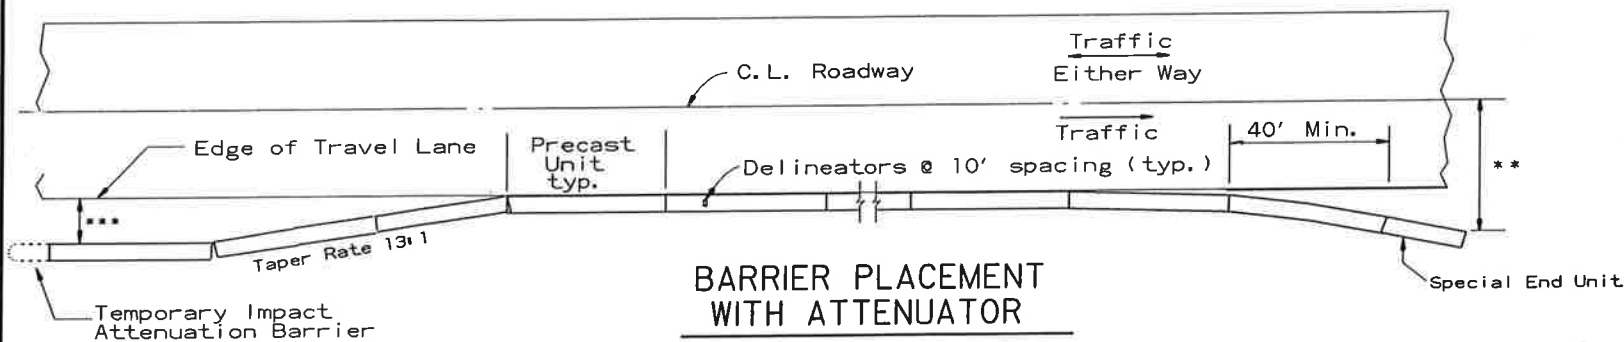 Traffic
Either Way
C.L. Roadway
Traffic
40' Min.
Edge of Travel Lane
Precast
Unit
typ.
Delineators @ 10' spacing (typ.)
**
***
Taper Rate 13:1
BARRIER PLACEMENT
WITH ATTENUATOR
Special End Unit
Temporary Impact
Attenuation Barrier